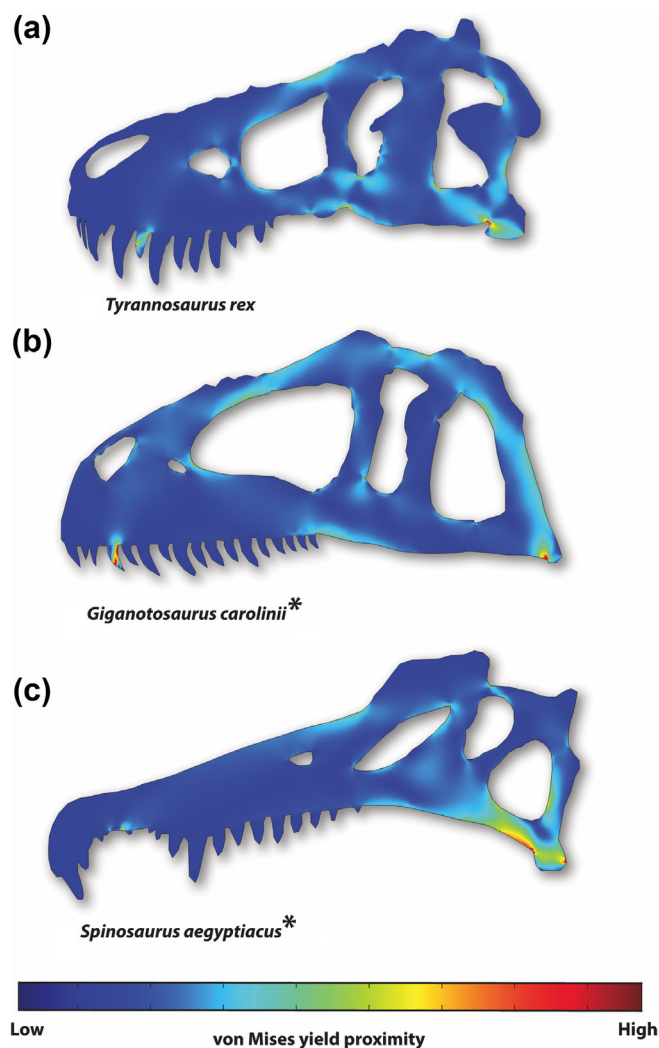 (a)
Tyrannosaurus rex
(b)
Giganotosaurus carolinii*
(c)
Spinosaurus aegyptiacus*
Low von Mises yield proximity High